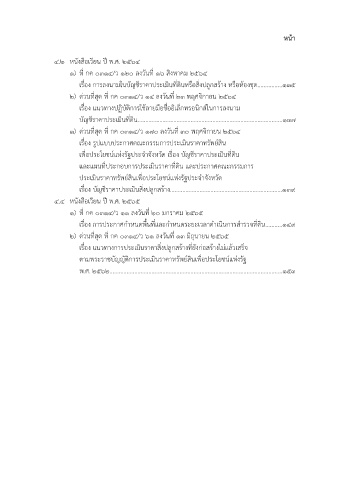 หน้า
๔.๒ หนังสือเวียน ปี พ.ศ. ๒๕๖๔
๑) ที่ กค ๐๓๑๔/ว ๑๒๐ ลงวันที่ ๑๖ สิงหาคม ๒๕๖๔
เรื่อง การลงนามในบัญชีราคาประเมินที่ดินหรือสิ่งปลูกสร้าง หรือห้องชุด...............๑๓๕
๒) ด่วนที่สุด ที่ กค ๐๓๑๔/ว ๑๔ ลงวันที่ ๒๓ พฤศจิกายน ๒๕๖๔
เรื่อง แนวทางปฏิบัติการใช้ลายมือชื่ออิเล็กทรอนิกส์ในการลงนาม
บัญชีราคาประเมินที่ดิน...............๑๓๗
๓) ด่วนที่สุด ที่ กค ๐๓๑๔/ว ๑๗๐ ลงวันที่ ๓๐ พฤศจิกายน ๒๕๖๔
เรื่อง รูปแบบประกาศคณะกรรมการประเมินราคาทรัพย์สิน
เพื่อประโยชน์แห่งรัฐประจำจังหวัด เรื่อง บัญชีราคาประเมินที่ดิน
และแผนที่ประกอบการประเมินราคาที่ดิน และประกาศคณะกรรมการ
ประเมินราคาทรัพย์สินเพื่อประโยชน์แห่งรัฐประจำจังหวัด
เรื่อง บัญชีราคาประเมินสิ่งปลูกสร้าง...............๑๓๙
๔.๔ หนังสือเวียน ปี พ.ศ. ๒๕๖๕
๑) ที่ กค ๐๓๑๔/ว ๑๑ ลงวันที่ ๒๐ มกราคม ๒๕๖๕
เรื่อง การประกาศกำหนดพื้นที่และกำหนดระยะเวลาดำเนินการสำรวจที่ดิน...............๑๔๙
๒) ด่วนที่สุด ที่ กค ๐๓๑๔/ว ๖๑ ลงวันที่ ๑๓ มิถุนายน ๒๕๖๕
เรื่อง แนวทางการประเมินราคาสิ่งปลูกสร้างที่ยังก่อสร้างไม่แล้วเสร็จ
ตามพระราชบัญญัติการประเมินราคาทรัพย์สินเพื่อประโยชน์แห่งรัฐ
พ.ศ. ๒๕๖๒...............๑๕๑